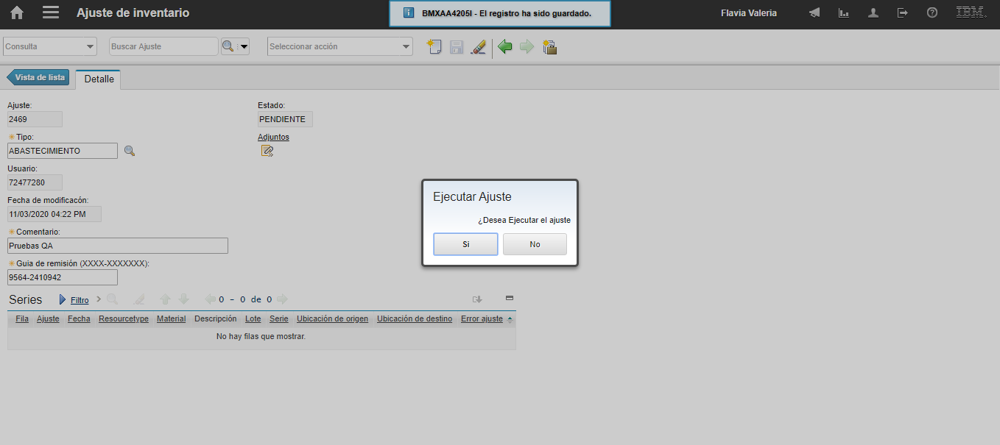 Ajuste de inventario
BMXAA4205I - El registro ha sido guardado.
Flavia Valeria
IBM.
Consulta
Buscar Ajuste
Seleccionar acción
Vista de lista
Detalle
Ajuste:
Estado:
2469
PENDIENTE
Tipo:
Adjuntos
ABASTECIMIENTO
Usuario:
72477280
Fecha de modificacón:
11/03/2020 04:22 PM
Comentario:
Pruebas QA
Guia de remisión (XXXX-XXXXXXX):
9564-2410942
Ejecutar Ajuste
¿Desea Ejecutar el ajuste
Si
No
Series Filtro 0 - 0 de 0
Fila Ajuste Fecha Resourcetype Material Descripción Lote Serie Ubicación de origen Ubicación de destino Error ajuste
No hay filas que mostrar.